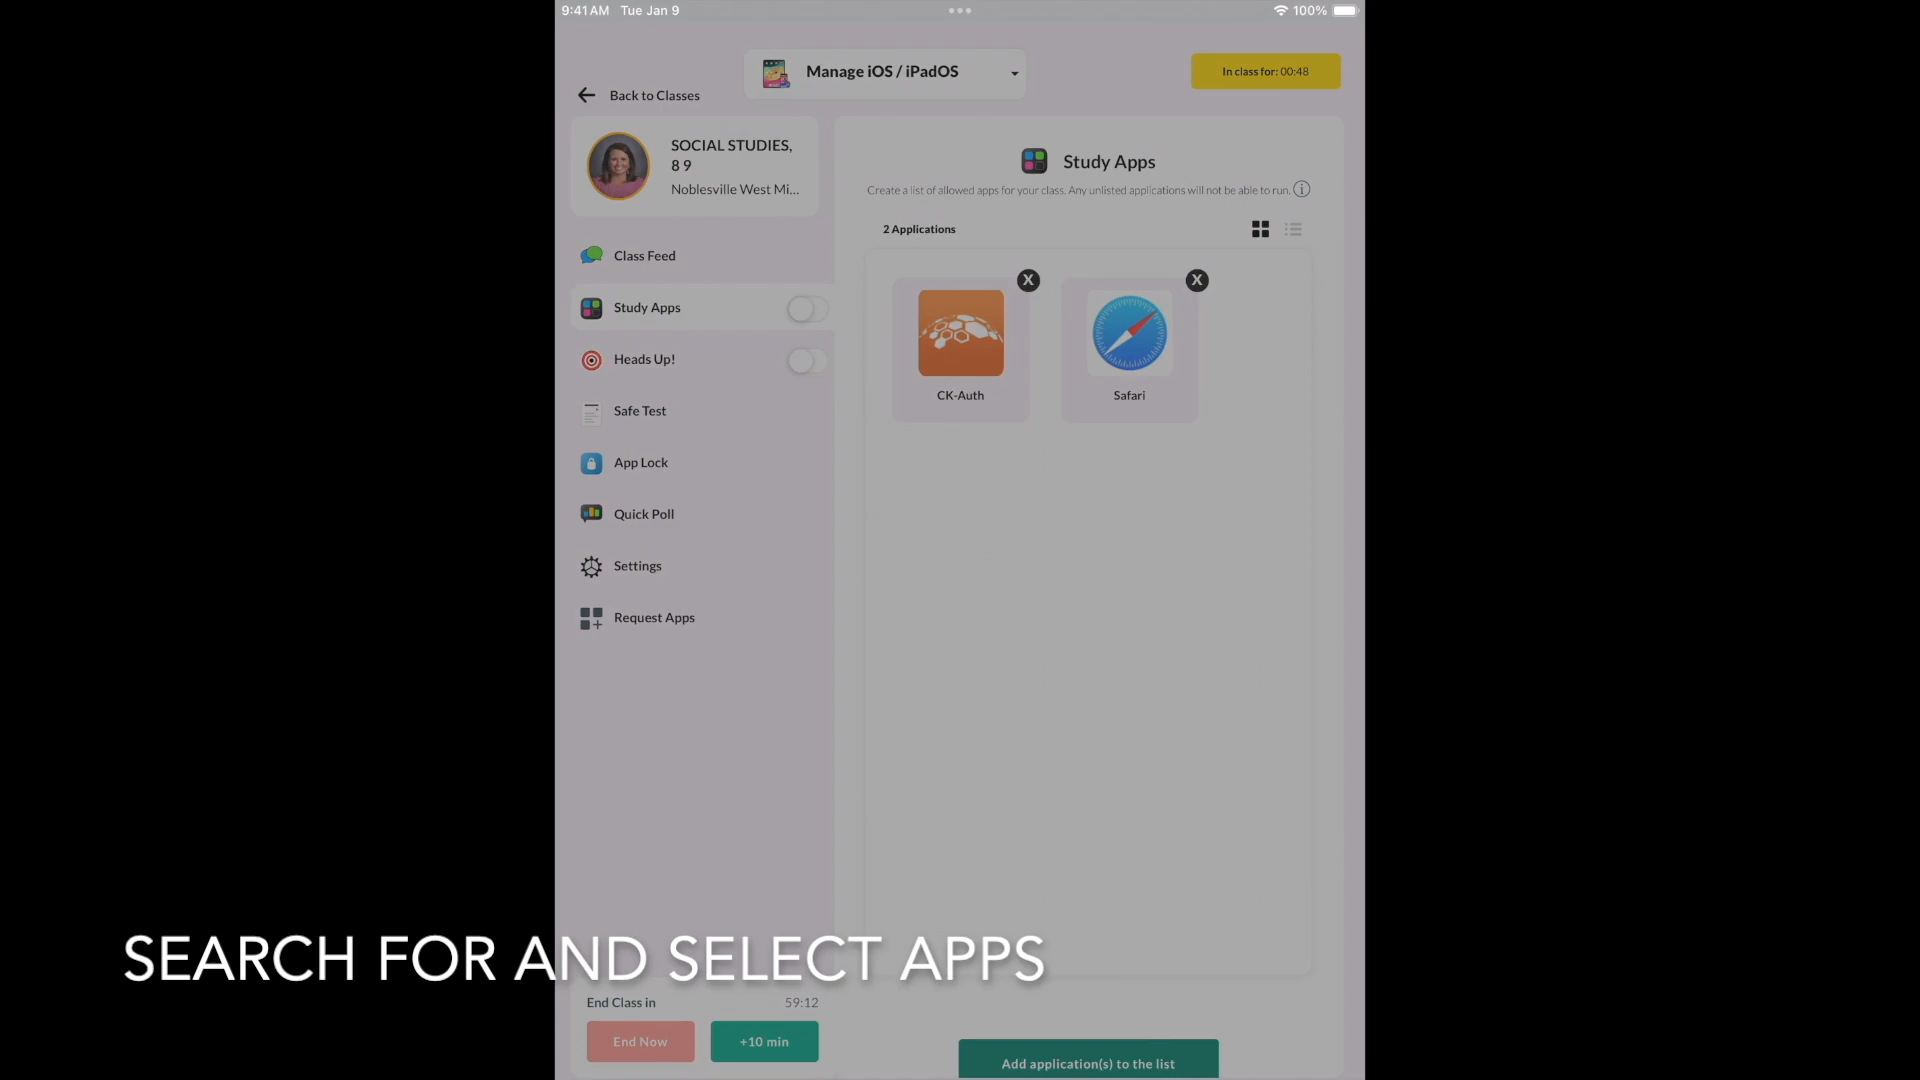 9:41 AM Tue Jan 9
100%
Manage iOS / iPadOS
In class for: 00:48
Back to Classes
SOCIAL STUDIES,
8 9
Noblesville West Mi...
Study Apps
Create a list of allowed apps for your class. Any unlisted applications will not be able to run.
2 Applications
Class Feed
Study Apps
Heads Up!
Safe Test
App Lock
Quick Poll
Settings
Request Apps
X
X
CK-Auth
Safari
SEARCH FOR AND SELECT APPS
End Class in 59:12
End Now
+10 min
Add application(s) to the list